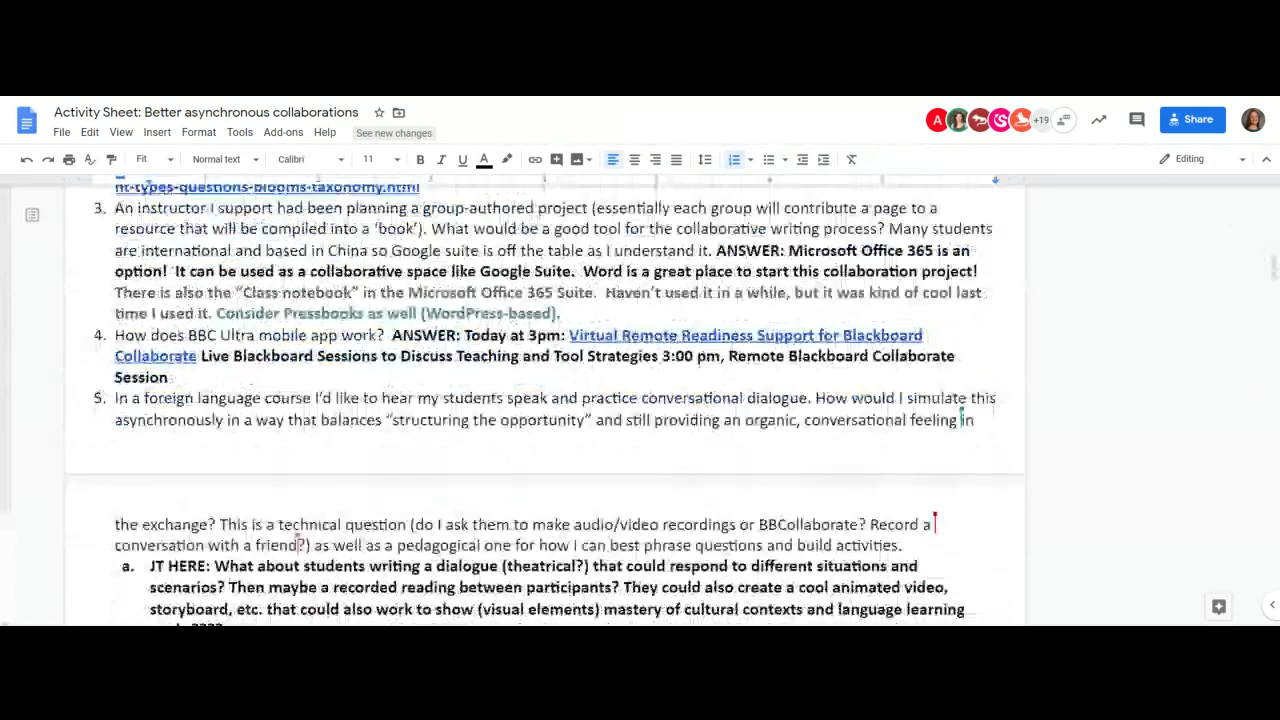 Activity Sheet: Better asynchronous collaborations
File Edit View Insert Format Tools Add-ons Help See new changes
A +19 Share
Fit Normal text Calibri 11 B I U A Editing
nt-types-questions-blooms-taxonomy.html
3. An instructor I support had been planning a group-authored project (essentially each group will contribute a page to a
resource that will be compiled into a 'book'). What would be a good tool for the collaborative writing process? Many students
are international and based in China so Google suite is off the table as I understand it. ANSWER: Microsoft Office 365 is an
option! It can be used as a collaborative space like Google Suite. Word is a great place to start this collaboration project!
There is also the "Class notebook" in the Microsoft Office 365 Suite. Haven't used it in a while, but it was kind of cool last
time I used it. Consider Pressbooks as well (WordPress-based).
4. How does BBC Ultra mobile app work? ANSWER: Today at 3pm: Virtual Remote Readiness Support for Blackboard
Collaborate Live Blackboard Sessions to Discuss Teaching and Tool Strategies 3:00 pm, Remote Blackboard Collaborate
Session
5. In a foreign language course I'd like to hear my students speak and practice conversational dialogue. How would I simulate this
asynchronously in a way that balances "structuring the opportunity" and still providing an organic, conversational feeling in
the exchange? This is a technical question (do I ask them to make audio/video recordings or BBCollaborate? Record a
conversation with a friend?) as well as a pedagogical one for how I can best phrase questions and build activities.
a. JT HERE: What about students writing a dialogue (theatrical?) that could respond to different situations and
scenarios? Then maybe a recorded reading between participants? They could also create a cool animated video,
storyboard, etc. that could also work to show (visual elements) mastery of cultural contexts and language learning